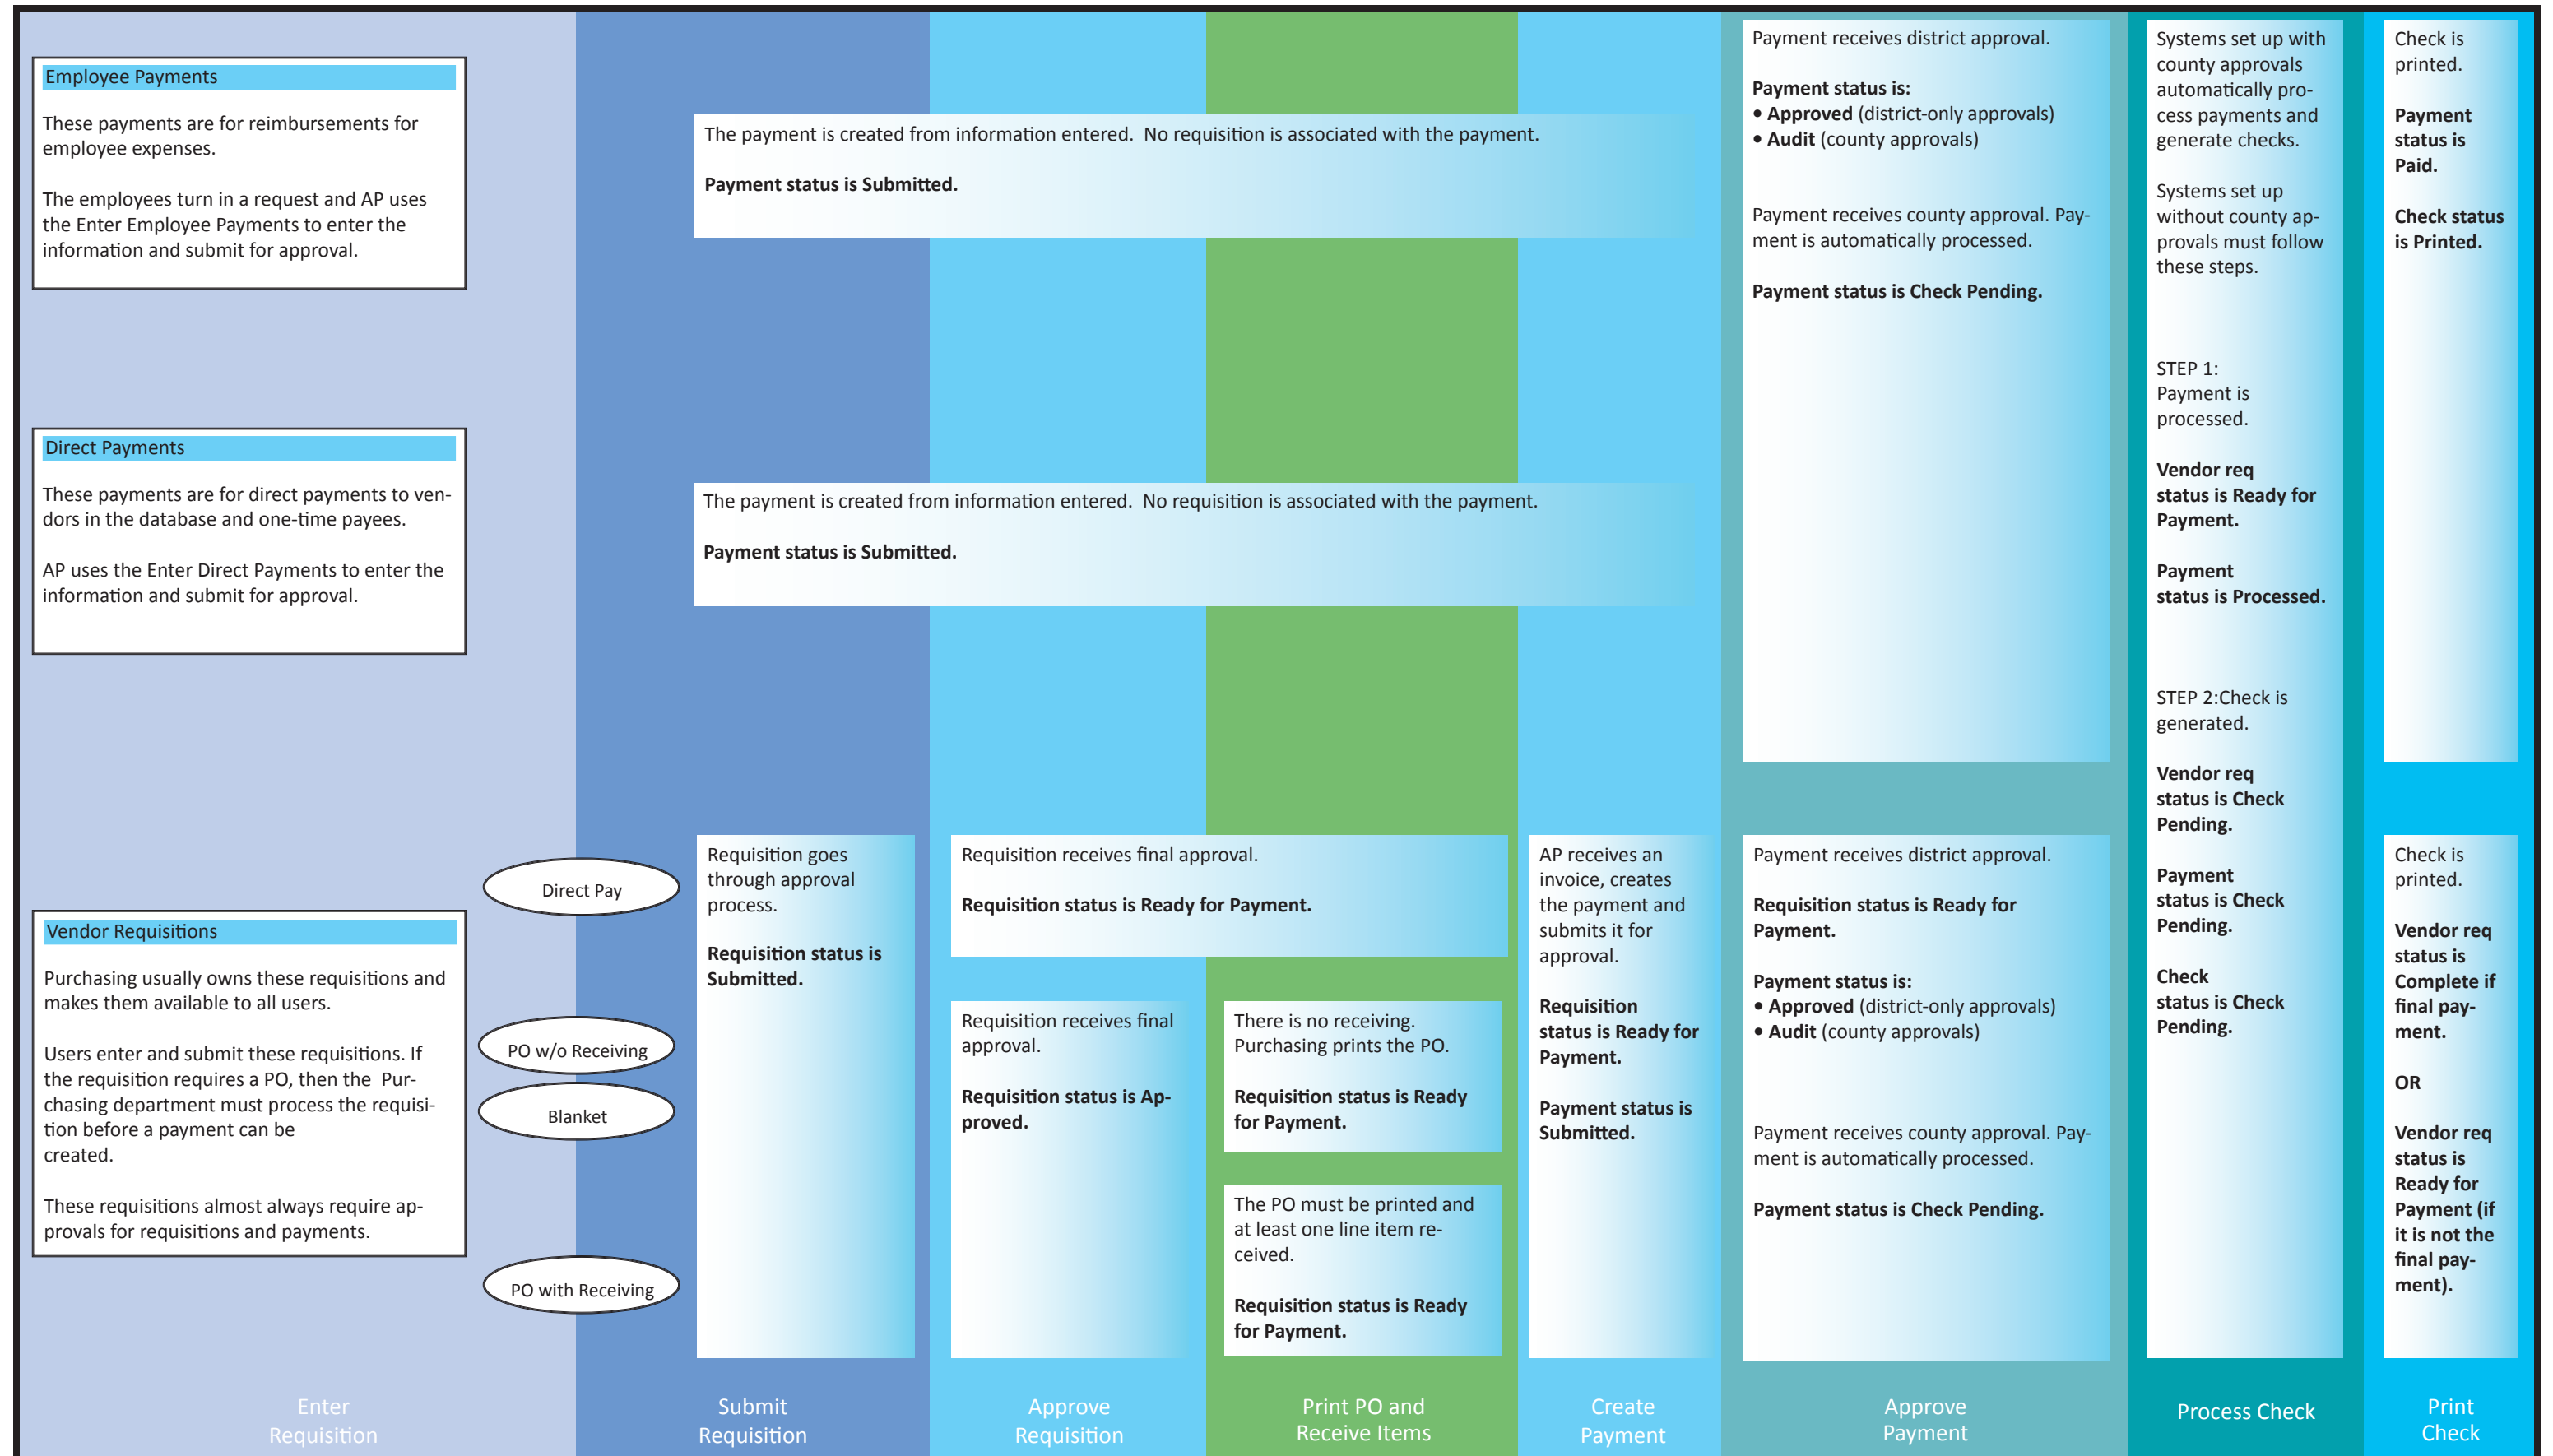 Employee Payments
These payments are for reimbursements for
employee expenses.
The employees turn in a request and AP uses
the Enter Employee Payments to enter the
information and submit for approval.
The payment is created from information entered.  No requisition is associated with the payment.
Payment status is Submitted.
Direct Payments
These payments are for direct payments to ven-
dors in the database and one-time payees.
AP uses the Enter Direct Payments to enter the
information and submit for approval.
The payment is created from information entered.  No requisition is associated with the payment.
Payment status is Submitted.
Payment receives district approval.
Payment status is:
• Approved (district-only approvals)
• Audit (county approvals)
Payment receives county approval. Pay-
ment is automatically processed.
Payment status is Check Pending.
Systems set up with
county approvals
automatically pro-
cess payments and
generate checks.
Systems set up
without county ap-
provals must follow
these steps.
STEP 1:
Payment is
processed.
Vendor req
status is Ready for
Payment.
Payment
status is Processed.
STEP 2:Check is
generated.
Vendor req
status is Check
Pending.
Payment
status is Check
Pending.
Check
status is Check
Pending.
Check is
printed.
Payment
status is
Paid.
Check status
is Printed.
Vendor Requisitions
Purchasing usually owns these requisitions and
makes them available to all users.
Users enter and submit these requisitions. If
the requisition requires a PO, then the  Pur-
chasing department must process the requisi-
tion before a payment can be
created.
These requisitions almost always require ap-
provals for requisitions and payments.
Direct Pay
PO w/o Receiving
Blanket
PO with Receiving
Requisition goes
through approval
process.
Requisition status is
Submitted.
Requisition receives final approval.
Requisition status is Ready for Payment.
Requisition receives final
approval.
Requisition status is Ap-
proved.
There is no receiving.
Purchasing prints the PO.
Requisition status is Ready
for Payment.
The PO must be printed and
at least one line item re-
ceived.
Requisition status is Ready
for Payment.
AP receives an
invoice, creates
the payment and
submits it for
approval.
Requisition
status is Ready for
Payment.
Payment status is
Submitted.
Payment receives district approval.
Requisition status is Ready for
Payment.
Payment status is:
• Approved (district-only approvals)
• Audit (county approvals)
Payment receives county approval. Pay-
ment is automatically processed.
Payment status is Check Pending.
Check is
printed.
Vendor req
status is
Complete if
final pay-
ment.
OR
Vendor req
status is
Ready for
Payment (if
it is not the
final pay-
ment).
Enter
Requisition
Submit
Requisition
Approve
Requisition
Print PO and
Receive Items
Create
Payment
Approve
Payment
Process Check
Print
Check